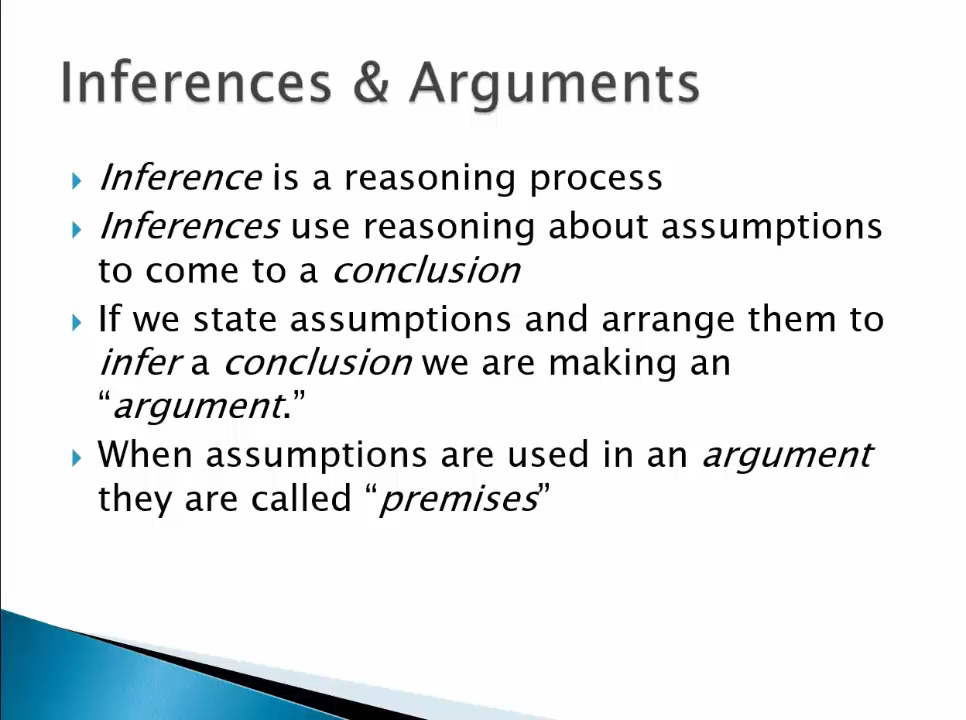 Inferences & Arguments
Inference is a reasoning process
Inferences use reasoning about assumptions
to come to a conclusion
If we state assumptions and arrange them to
infer a conclusion we are making an
“argument.”
When assumptions are used in an argument
they are called “premises”